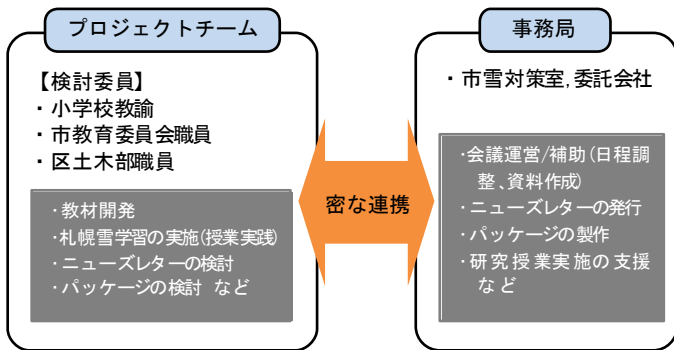 プロジェクトチーム
【検討委員】
・小学校教諭
・市教育委員会職員
・区土木部職員
・教材開発
・札幌雪学習の実施(授業実践)
・ニューズレターの検討
・パッケージの検討 など
密な連携
事務局
・市雪対策室,委託会社
・会議運営/補助(日程調
整、資料作成)
・ニューズレターの発行
・パッケージの製作
・研究授業実施の支援
など